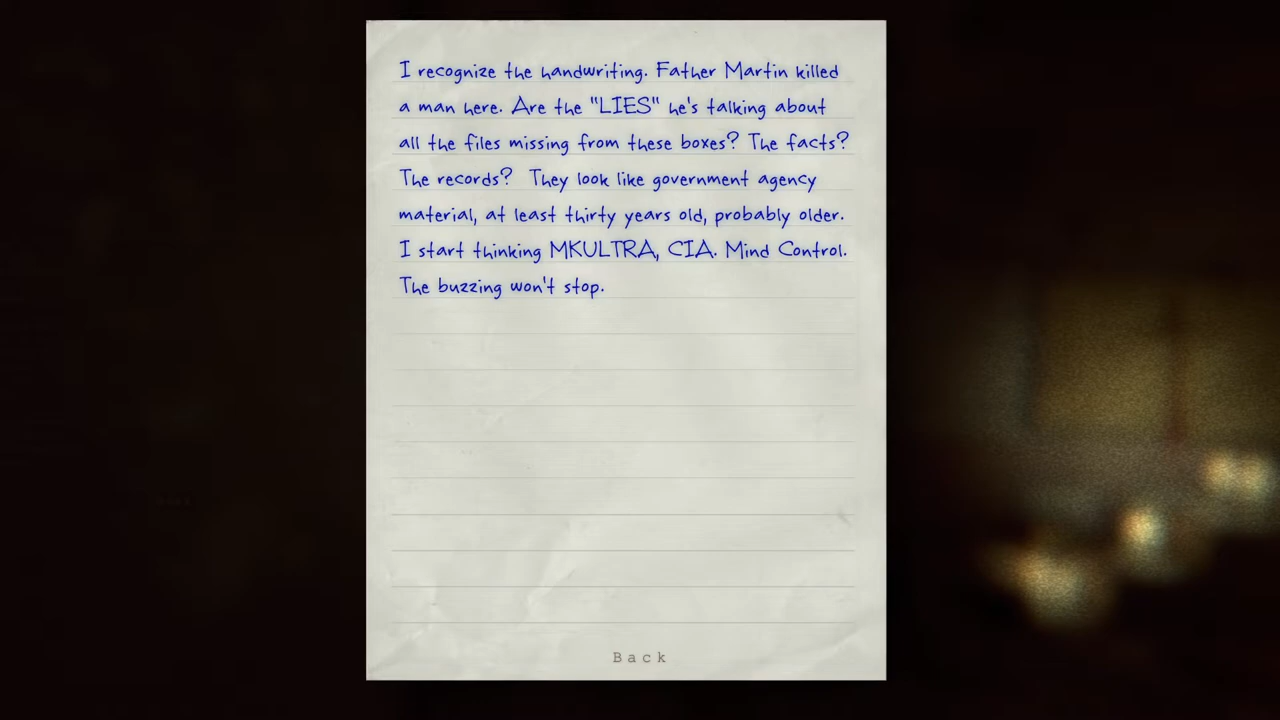 I recognize the handwriting. Father Martin killed
a man here. Are the "LIES" he's talking about
all the files missing from these boxes? The facts?
The records?  They look like government agency
material, at least thirty years old, probably older.
I start thinking MKULTRA, CIA. Mind Control.
The buzzing won't stop.
Back